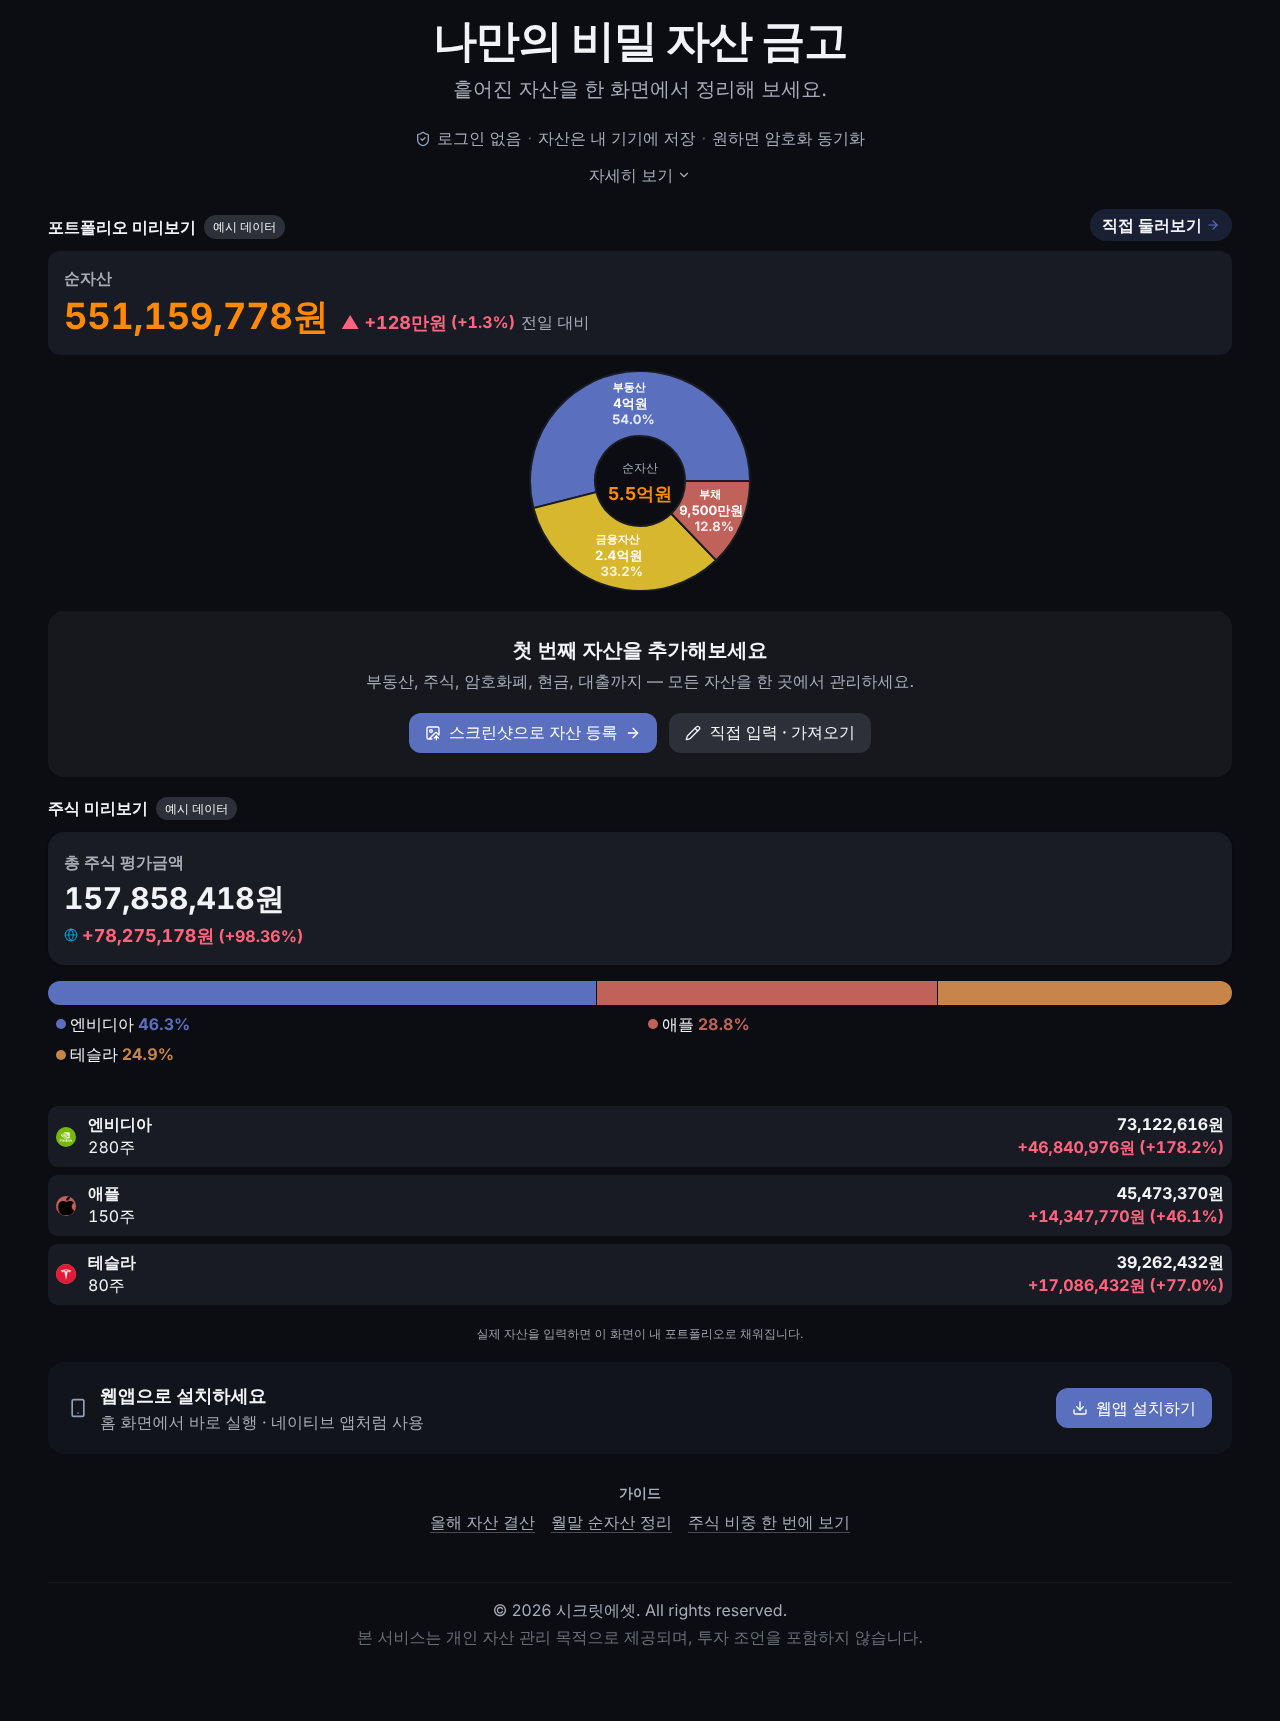 나만의 비밀 자산 금고
흩어진 자산을 한 화면에서 정리해 보세요.
로그인 없음 · 자산은 내 기기에 저장 · 원하면 암호화 동기화
자세히 보기
포트폴리오 미리보기 예시 데이터
직접 둘러보기
순자산
551,159,778원 ▲ +128만원 (+1.3%) 전일 대비
부동산
4억원
54.0%
순자산
5.5억원
부채
9,500만원
12.8%
금융자산
2.4억원
33.2%
첫 번째 자산을 추가해보세요
부동산, 주식, 암호화폐, 현금, 대출까지 — 모든 자산을 한 곳에서 관리하세요.
스크린샷으로 자산 등록
직접 입력 · 가져오기
주식 미리보기 예시 데이터
총 주식 평가금액
157,858,418원
+78,275,178원 (+98.36%)
엔비디아 46.3%
애플 28.8%
테슬라 24.9%
엔비디아
280주
73,122,616원
+46,840,976원 (+178.2%)
애플
150주
45,473,370원
+14,347,770원 (+46.1%)
테슬라
80주
39,262,432원
+17,086,432원 (+77.0%)
실제 자산을 입력하면 이 화면이 내 포트폴리오로 채워집니다.
웹앱으로 설치하세요
홈 화면에서 바로 실행 · 네이티브 앱처럼 사용
웹앱 설치하기
가이드
올해 자산 결산 월말 순자산 정리 주식 비중 한 번에 보기
© 2026 시크릿에셋. All rights reserved.
본 서비스는 개인 자산 관리 목적으로 제공되며, 투자 조언을 포함하지 않습니다.